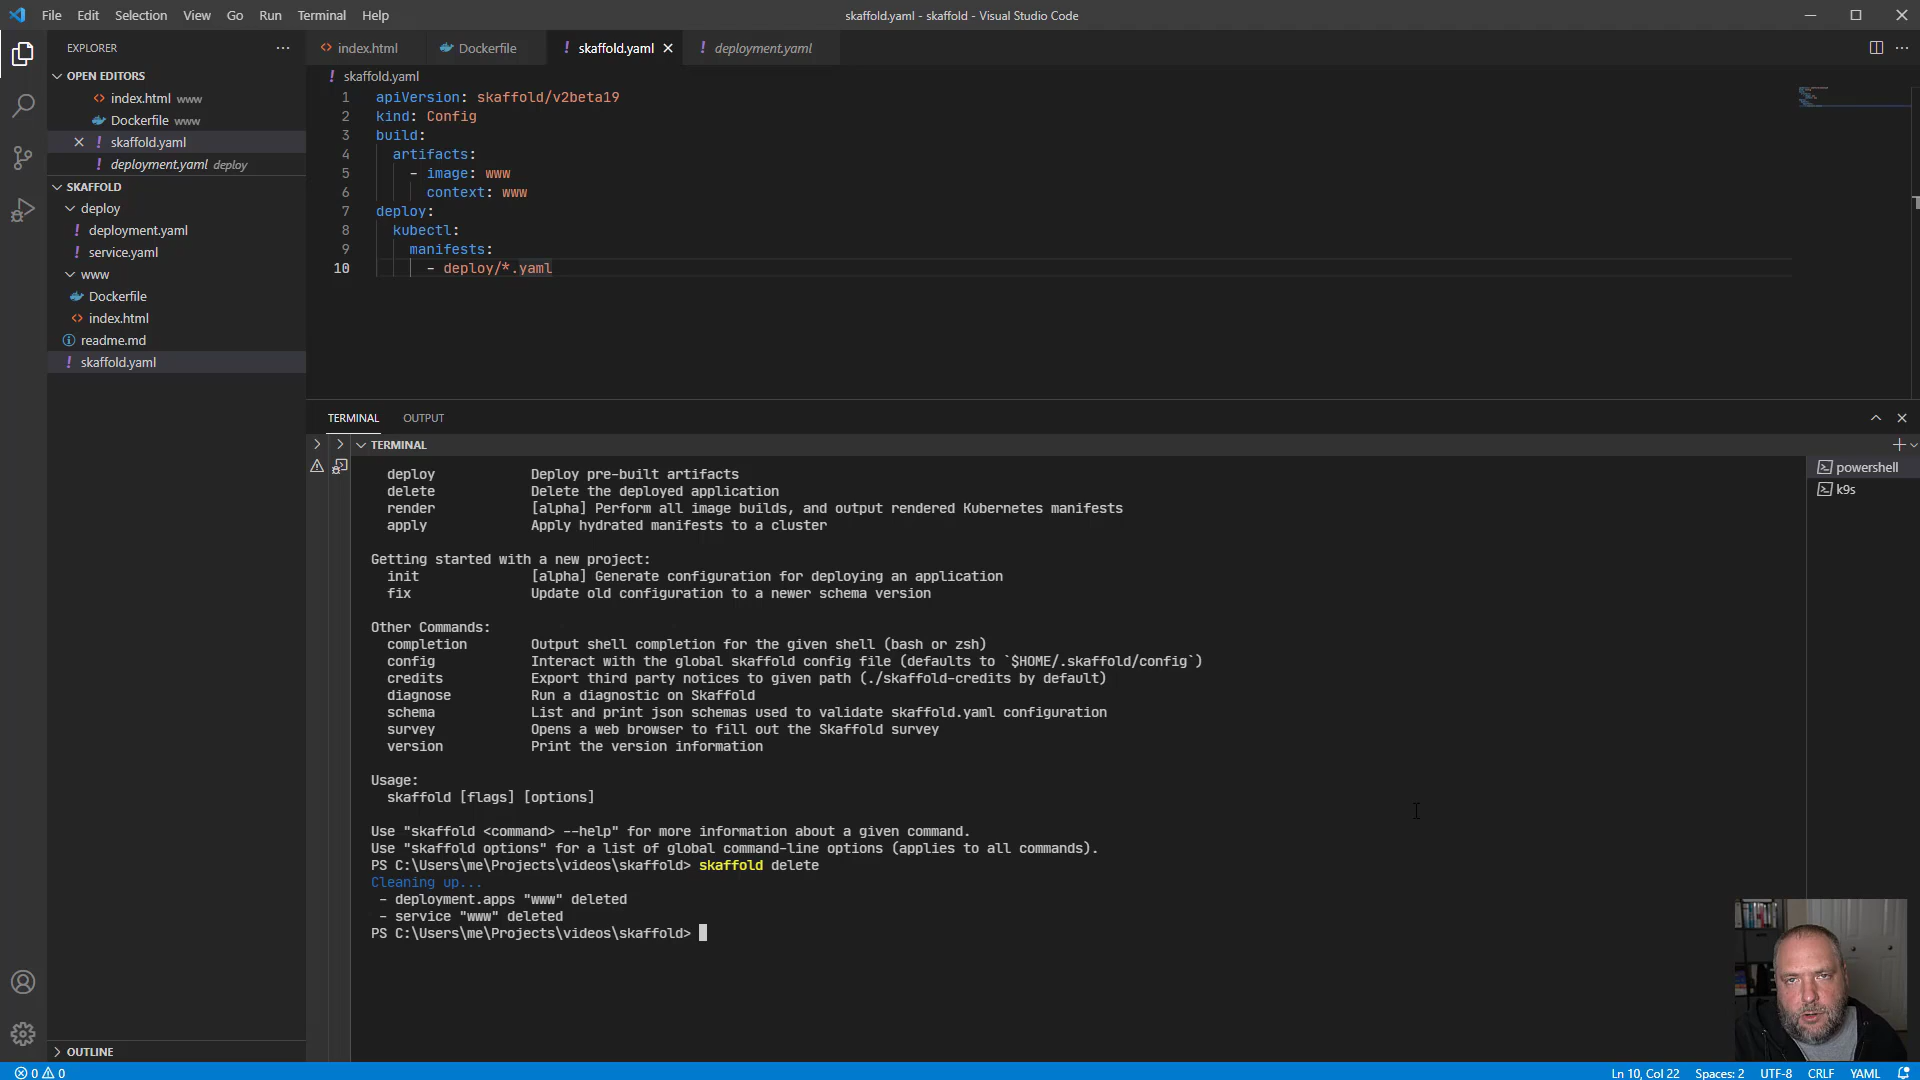 File Edit Selection View Go Run Terminal Help
skaffold.yaml - skaffold - Visual Studio Code
EXPLORER
OPEN EDITORS
index.html www
Dockerfile www
skaffold.yaml
deployment.yaml deploy
SKAFFOLD
deploy
deployment.yaml
service.yaml
www
Dockerfile
index.html
readme.md
skaffold.yaml
OUTLINE
index.html Dockerfile skaffold.yaml deployment.yaml
skaffold.yaml
1 apiVersion: skaffold/v2beta19
2 kind: Config
3 build:
4 artifacts:
5 - image: www
6 context: www
7 deploy:
8 kubectl:
9 manifests:
10 - deploy/*.yaml
TERMINAL OUTPUT
TERMINAL
deploy Deploy pre-built artifacts
delete Delete the deployed application
render [alpha] Perform all image builds, and output rendered Kubernetes manifests
apply Apply hydrated manifests to a cluster
Getting started with a new project:
init [alpha] Generate configuration for deploying an application
fix Update old configuration to a newer schema version
Other Commands:
completion Output shell completion for the given shell (bash or zsh)
config Interact with the global skaffold config file (defaults to `$HOME/.skaffold/config`)
credits Export third party notices to given path (./skaffold-credits by default)
diagnose Run a diagnostic on Skaffold
schema List and print json schemas used to validate skaffold.yaml configuration
survey Opens a web browser to fill out the Skaffold survey
version Print the version information
Usage:
skaffold [flags] [options]
Use "skaffold <command> --help" for more information about a given command.
Use "skaffold options" for a list of global command-line options (applies to all commands).
PS C:\Users\me\Projects\videos\skaffold> skaffold delete
Cleaning up...
- deployment.apps "www" deleted
- service "www" deleted
PS C:\Users\me\Projects\videos\skaffold>
powershell
k9s
0 0
Ln 10, Col 22 Spaces: 2 UTF-8 CRLF YAML